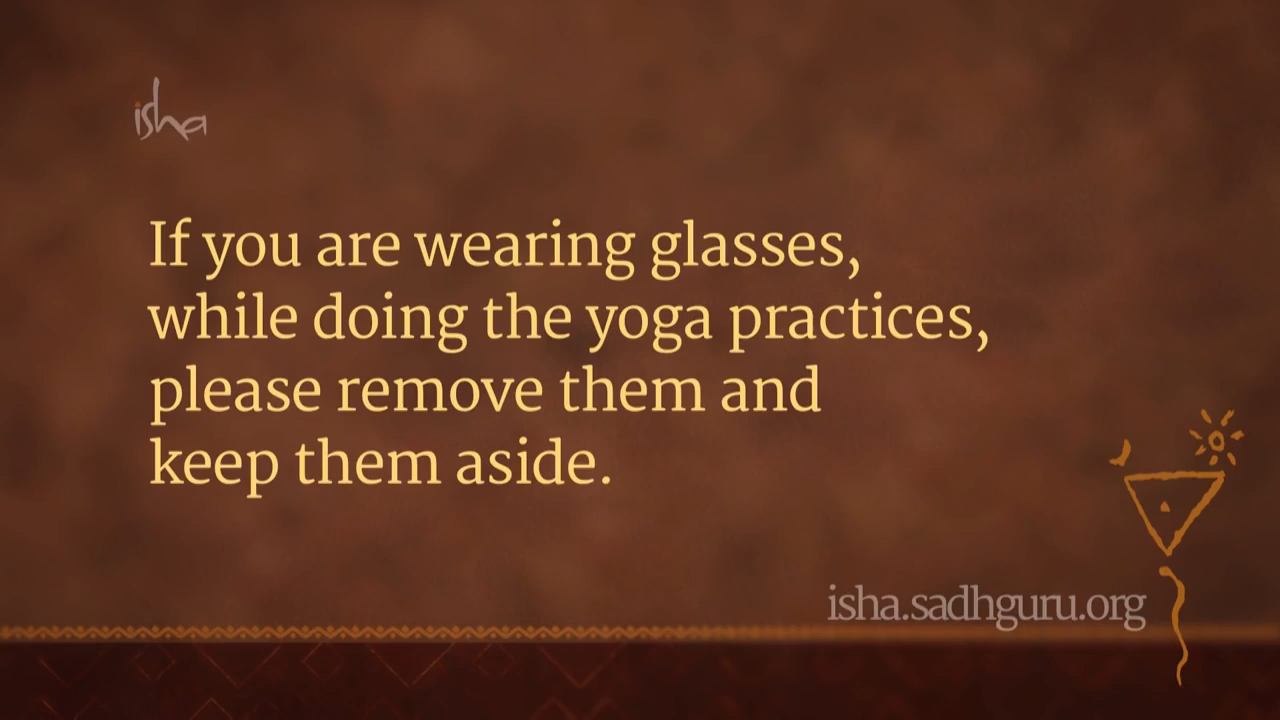 isha
If you are wearing glasses,
while doing the yoga practices,
please remove them and
keep them aside.
isha.sadhguru.org